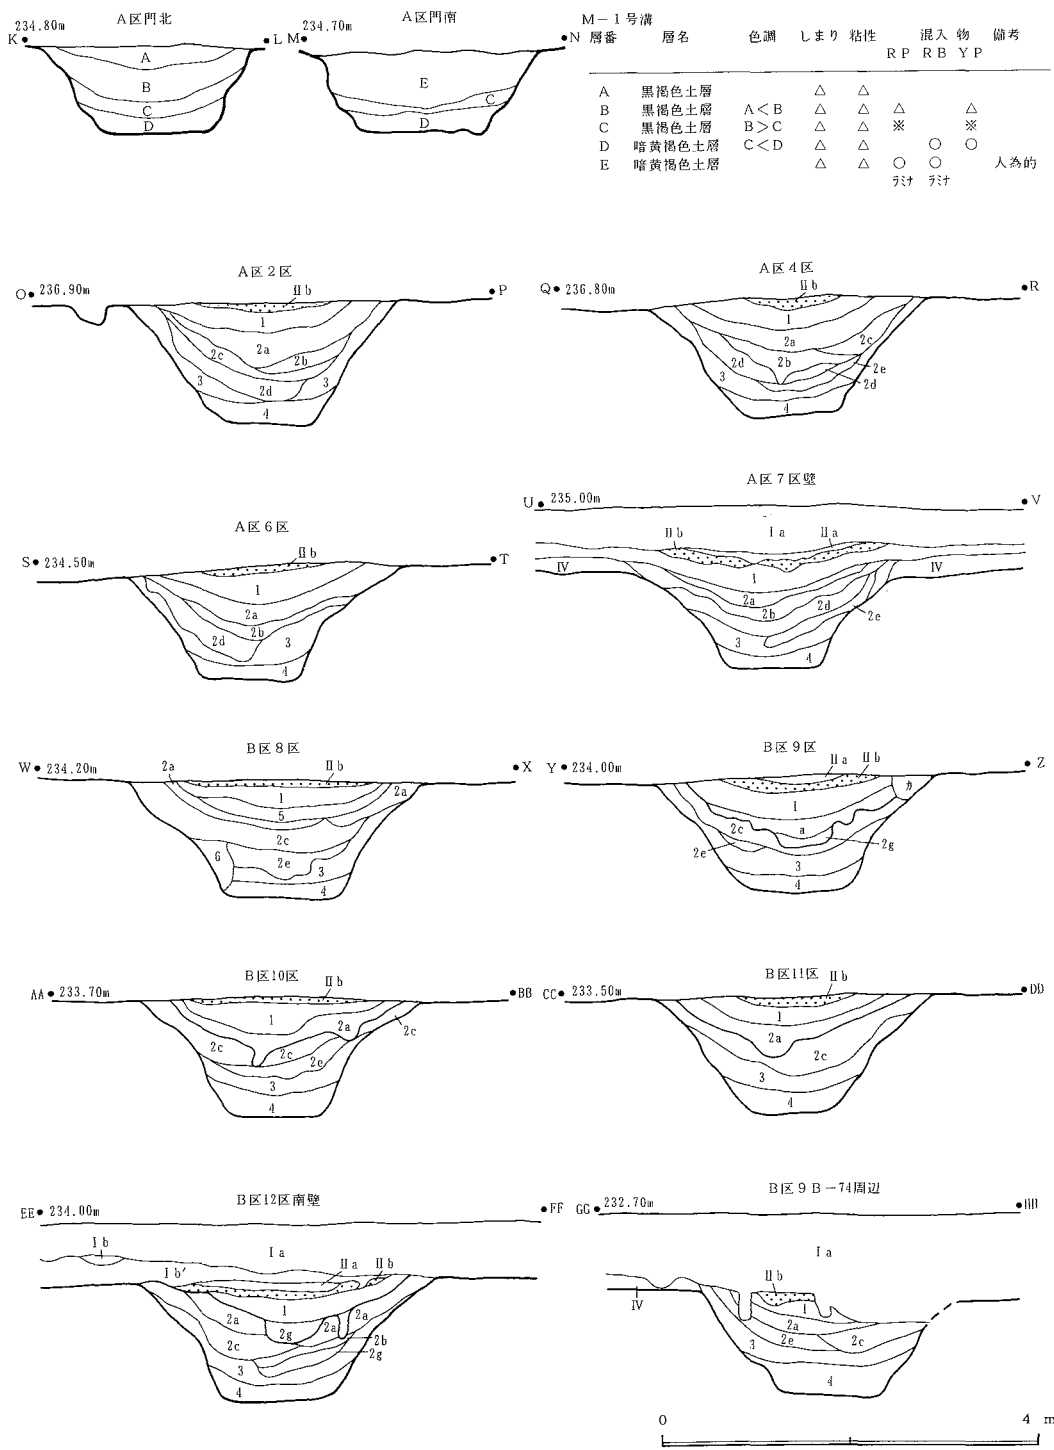 A区門北
234.80m
K
L
A
B
C
D
A区門南
234.70m
M
N
E
C
D
M-1号溝
層番 層名 色調 しまり 粘性 混入物 備考
RP RB YP
A 黒褐色土層 △ △
B 黒褐色土層 A<B △ △ △ △
C 黒褐色土層 B>C △ △ ※ ※
D 暗黄褐色土層 C<D △ △ ○ ○
E 暗黄褐色土層 △ △ ○ ○ 人為的
ラミナ ラミナ
A区2区
O 236.90m
P
IIb
1
2a
2c
2b
3
2d
3
4
A区4区
Q 236.80m
R
IIb
1
2a
2c
2d
2b
2e
3
2d
4
A区6区
S 234.50m
T
IIb
1
2a
2b
2d
3
4
A区7区壁
U 235.00m
V
IIb
Ia
IIa
IV
IV
1
2a
2d
2b
2e
3
4
B区8区
W 234.20m
X
2a
IIb
2a
1
5
2c
6
2e
3
4
B区9区
Y 234.00m
Z
IIa
IIb
カ
1
2c
a
2e
2g
3
4
B区10区
AA 233.70m
BB
IIb
1
2a
2c
2c
2c
2e
3
4
B区11区
CC 233.50m
DD
IIb
1
2a
2c
3
4
B区12区南壁
EE 234.00m
FF
Ib
Ia
Ib′
IIa
IIb
1
2a
2g
2a
2a
2b
2c
2g
3
4
B区9B-74周辺
GG 232.70m
HH
Ia
IIb
IV
1
2a
2e
2c
3
4
0
4 m